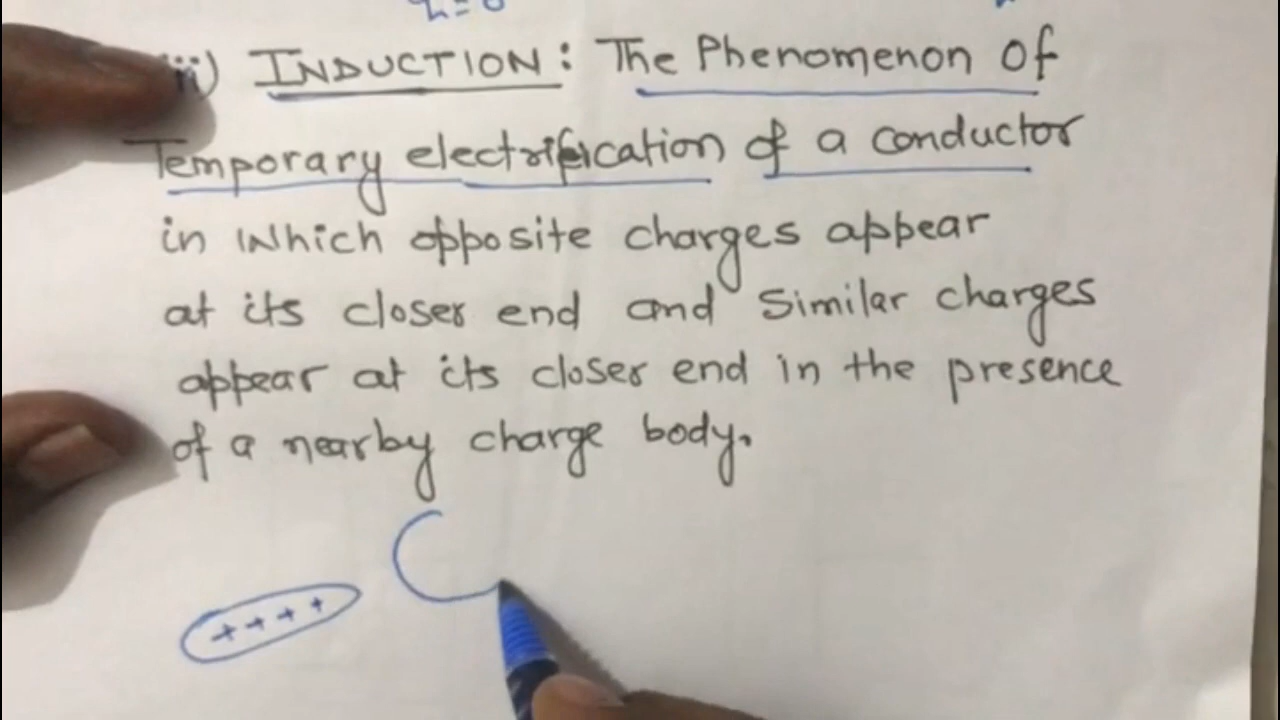 ii) INDUCTION: The Phenomenon Of
Temporary electrification of a conductor
in Which opposite charges appear
at its closer end and Similar charges
appear at its closer end in the presence
of a nearby charge body.
++++